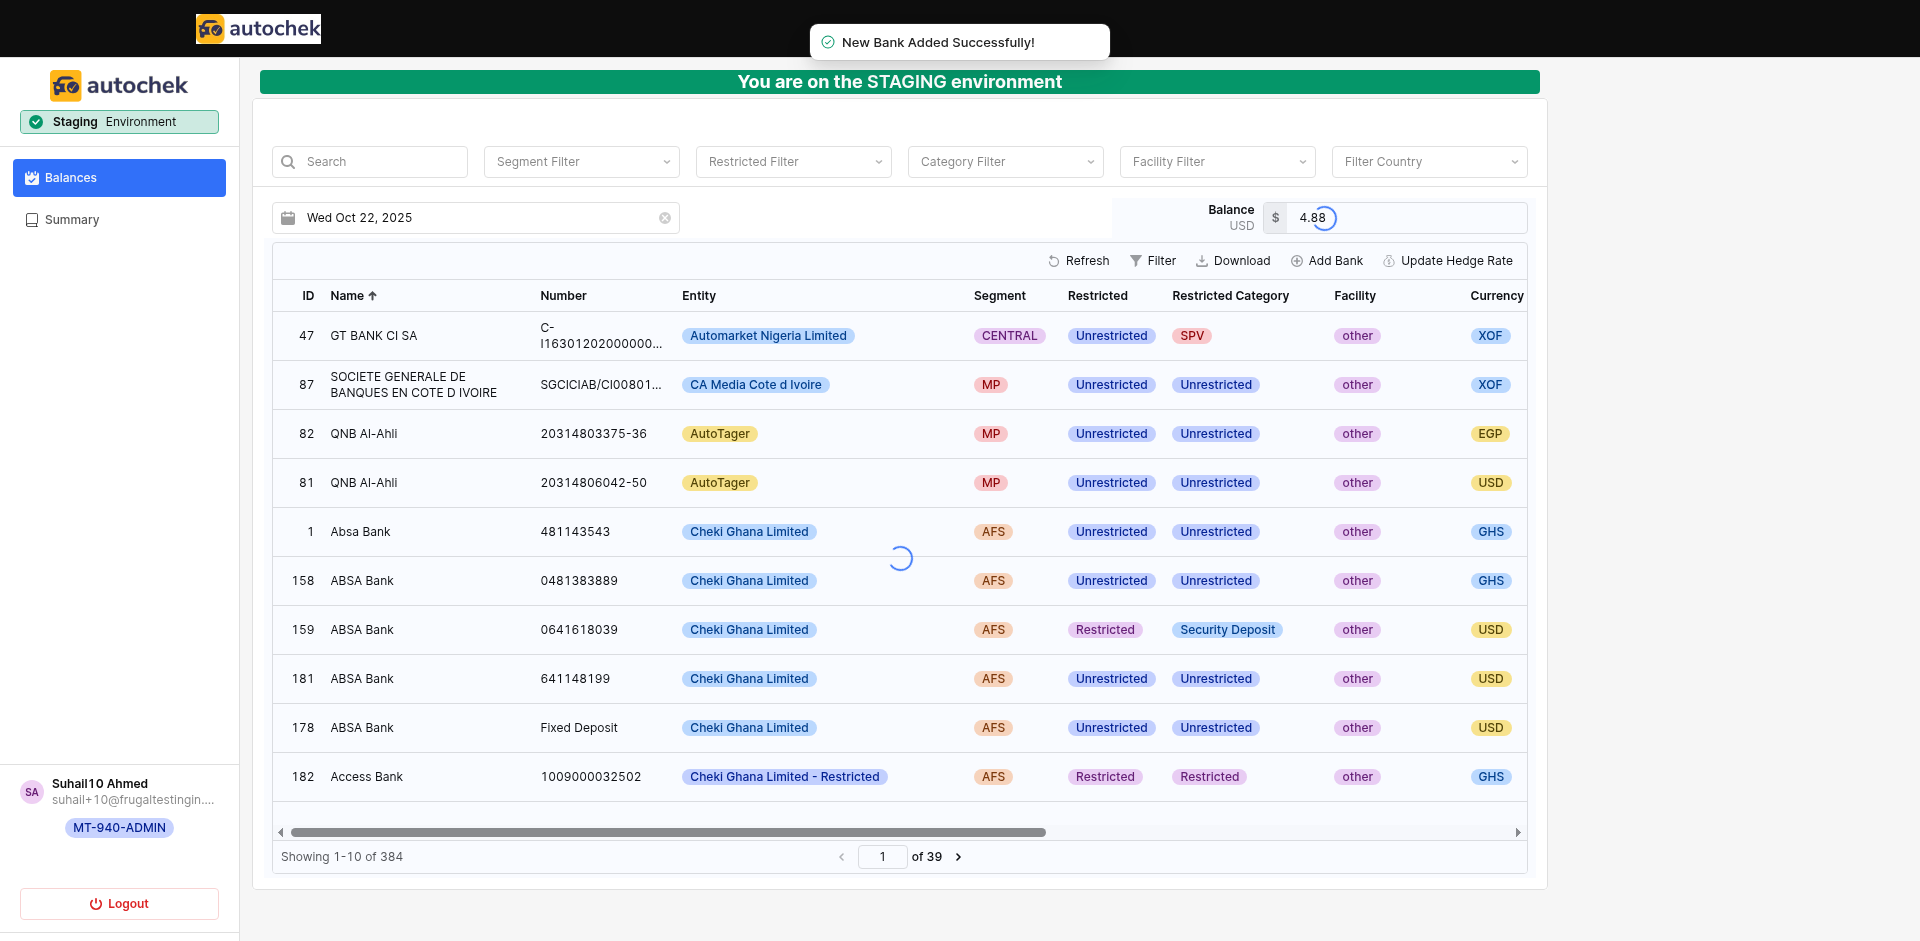 autochek
New Bank Added Successfully!
autochek
Staging Environment
Balances
Summary
You are on the STAGING environment
Search
Segment Filter
Restricted Filter
Category Filter
Facility Filter
Filter Country
Wed Oct 22, 2025
Balance
USD
$ 4.88
Refresh Filter Download Add Bank Update Hedge Rate
ID Name Number Entity Segment Restricted Restricted Category Facility Currency
47 GT BANK CI SA C-
I16301202000000... Automarket Nigeria Limited CENTRAL Unrestricted SPV other XOF
87 SOCIETE GENERALE DE
BANQUES EN COTE D IVOIRE SGCICIAB/CI00801... CA Media Cote d Ivoire MP Unrestricted Unrestricted other XOF
82 QNB Al-Ahli 20314803375-36 AutoTager MP Unrestricted Unrestricted other EGP
81 QNB Al-Ahli 20314806042-50 AutoTager MP Unrestricted Unrestricted other USD
1 Absa Bank 481143543 Cheki Ghana Limited AFS Unrestricted Unrestricted other GHS
158 ABSA Bank 0481383889 Cheki Ghana Limited AFS Unrestricted Unrestricted other GHS
159 ABSA Bank 0641618039 Cheki Ghana Limited AFS Restricted Security Deposit other USD
181 ABSA Bank 641148199 Cheki Ghana Limited AFS Unrestricted Unrestricted other USD
178 ABSA Bank Fixed Deposit Cheki Ghana Limited AFS Unrestricted Unrestricted other USD
182 Access Bank 1009000032502 Cheki Ghana Limited - Restricted AFS Restricted Restricted other GHS
Showing 1-10 of 384
1 of 39
SA
Suhail10 Ahmed
suhail+10@frugaltestingin....
MT-940-ADMIN
Logout